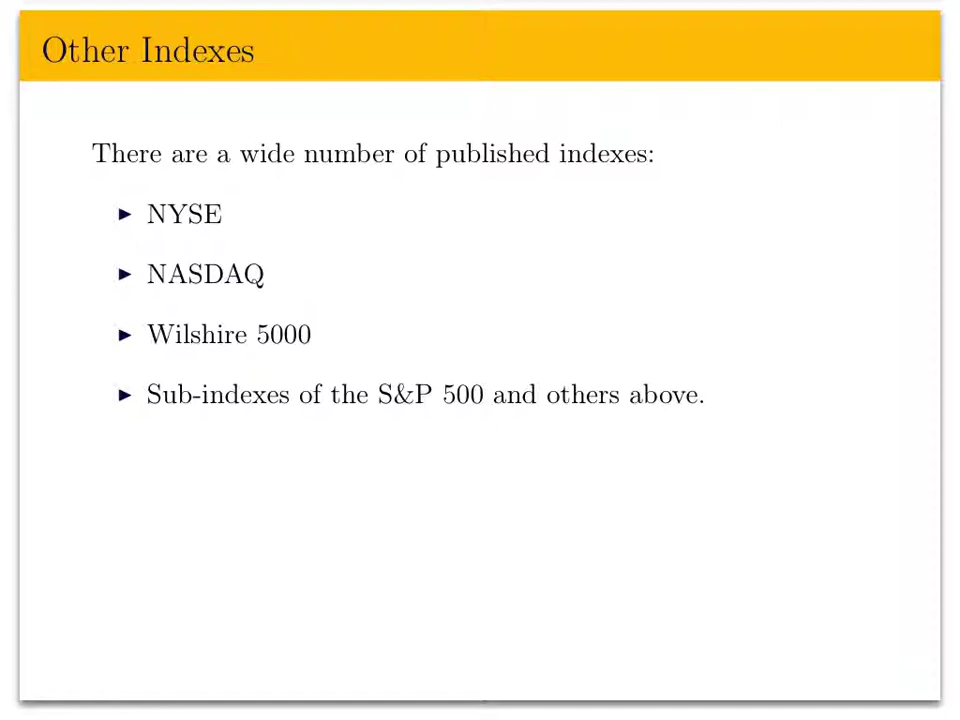 Other Indexes
There are a wide number of published indexes:
▶ NYSE
▶ NASDAQ
▶ Wilshire 5000
▶ Sub-indexes of the S&P 500 and others above.